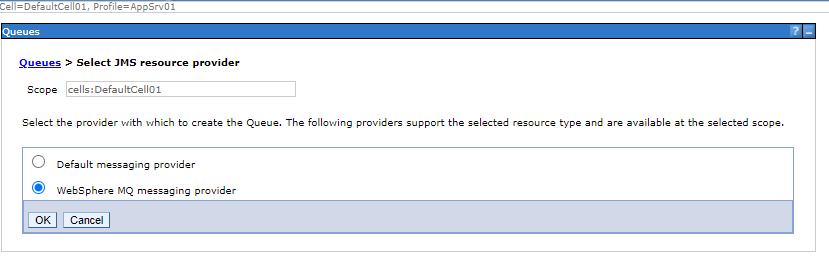 Cell=DefaultCell01, Profile=AppSrv01
Queues ? –
Queues > Select JMS resource provider
Scope cells:DefaultCell01
Select the provider with which to create the Queue. The following providers support the selected resource type and are available at the selected scope.
Default messaging provider
WebSphere MQ messaging provider
OK Cancel